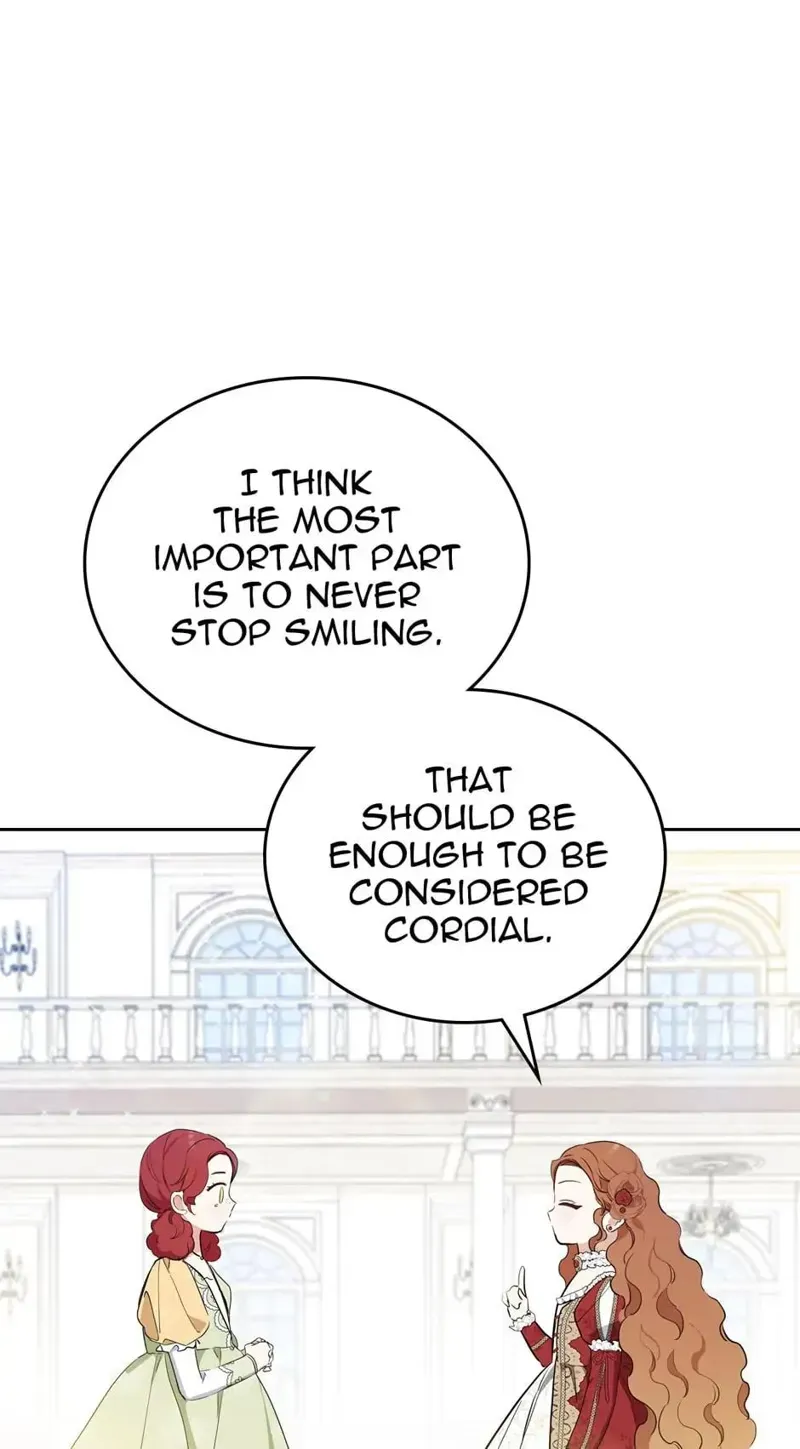 I THINK
THE MOST
IMPORTANT PART
IS TO NEVER
STOP SMILING.
THAT
SHOULD BE
ENOUGH TO BE
CONSIDERED
CORDIAL.